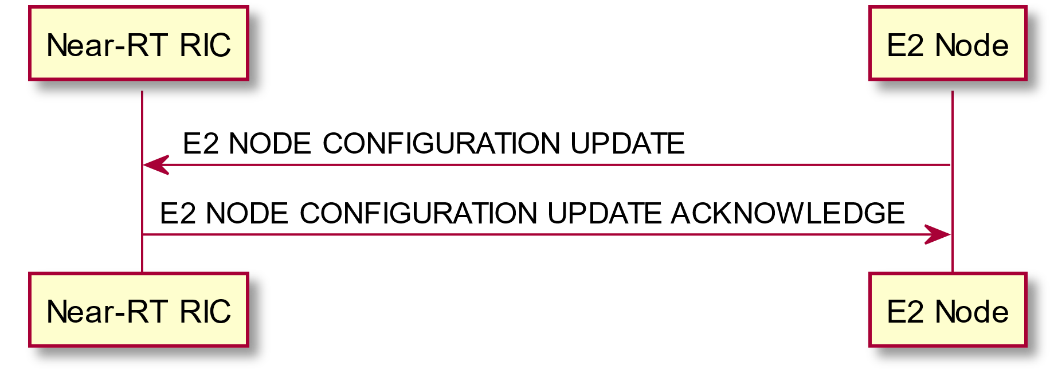 Near-RT RIC
E2 Node
E2 NODE CONFIGURATION UPDATE
E2 NODE CONFIGURATION UPDATE ACKNOWLEDGE
Near-RT RIC
E2 Node